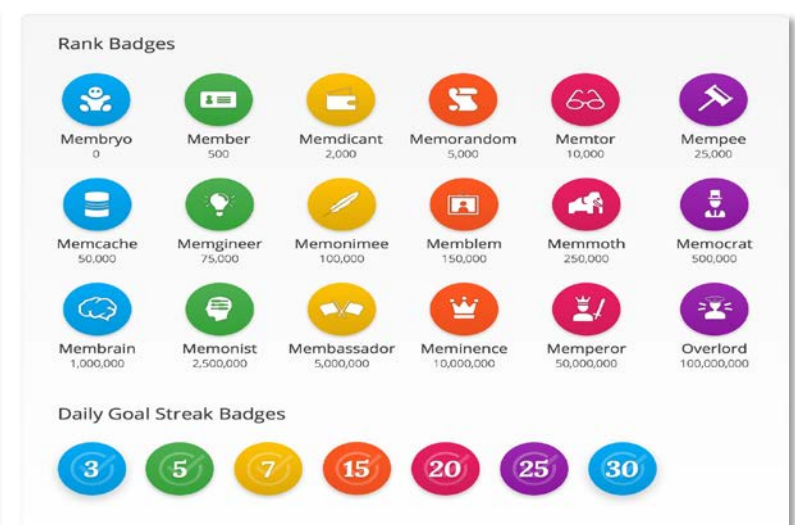 Rank Badges
Membryo Member Memdicant Memorandom Memtor Mempee
0 500 2,000 5,000 10,000 25,000
Memcache Memgineer Memonimee Memblem Memmoth Memocrat
50,000 75,000 100,000 150,000 250,000 500,000
Membrain Memonist Membassador Meminence Memperor Overlord
1,000,000 2,500,000 5,000,000 10,000,000 50,000,000 100,000,000
Daily Goal Streak Badges
3 5 7 15 20 25 30